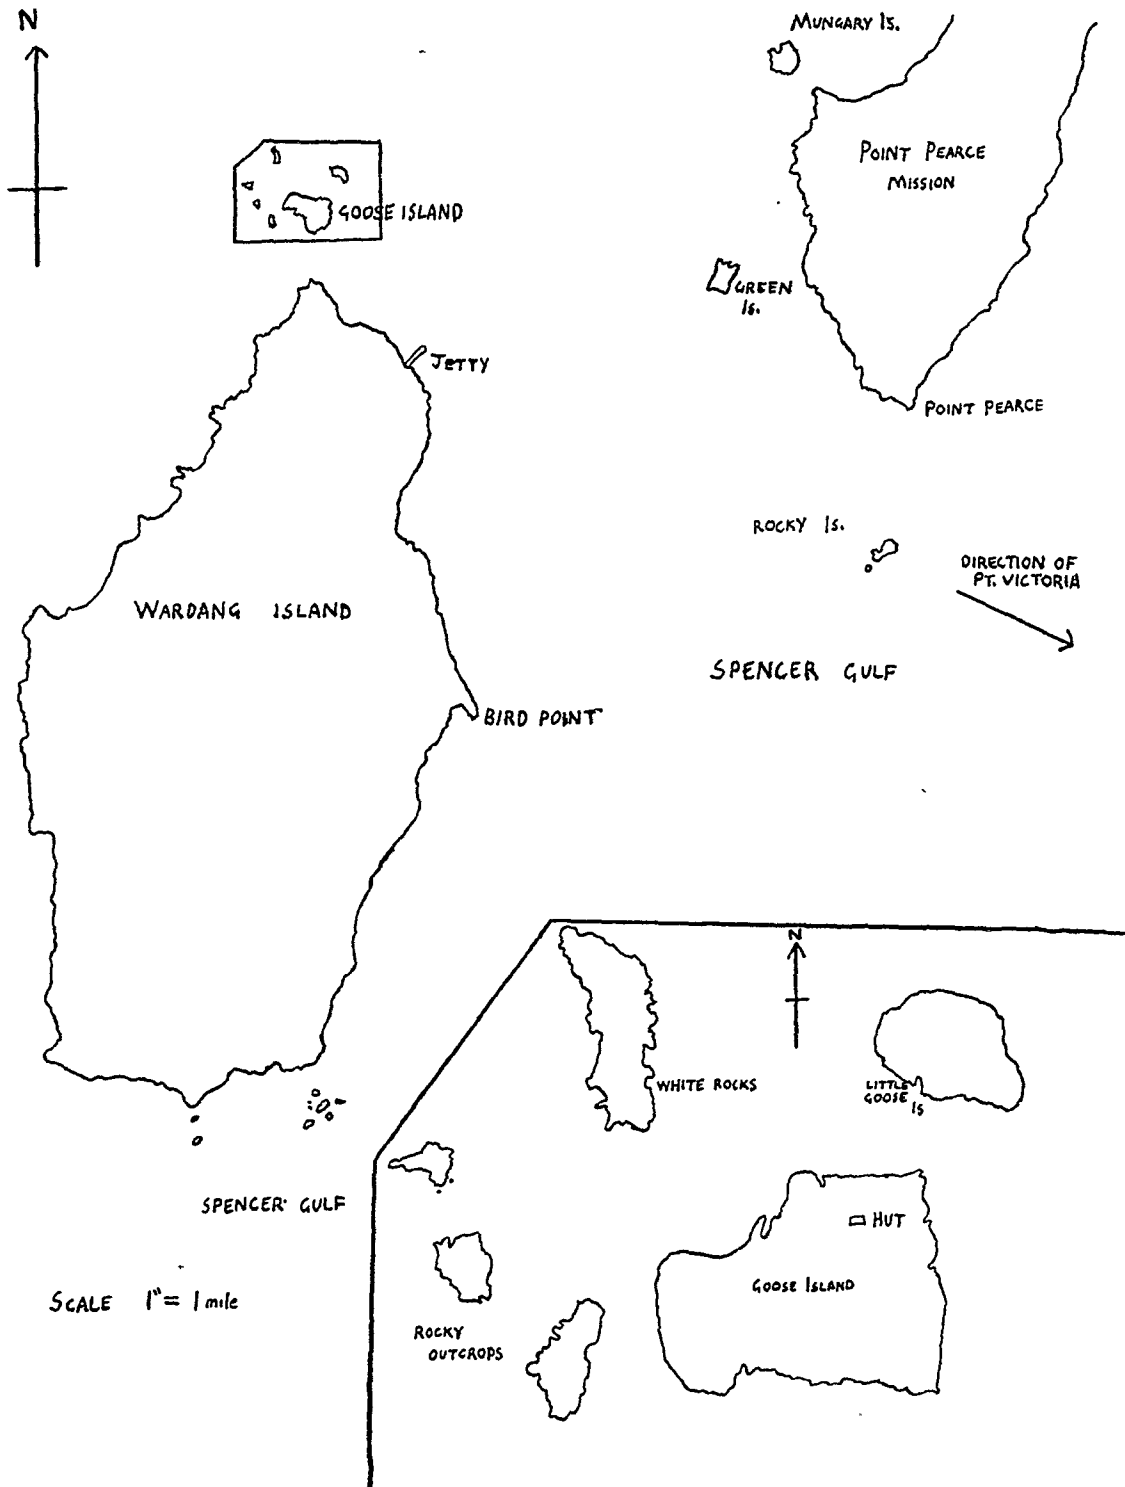 N
MUNGARY IS.
POINT PEARCE
MISSION
GOOSE ISLAND
GREEN
IS.
JETTY
POINT PEARCE
ROCKY IS.
DIRECTION OF
PT. VICTORIA
WARDANG ISLAND
SPENCER GULF
BIRD POINT
N
WHITE ROCKS
LITTLE
GOOSE
IS
SPENCER GULF
HUT
GOOSE ISLAND
SCALE 1" = 1 mile
ROCKY
OUTCROPS